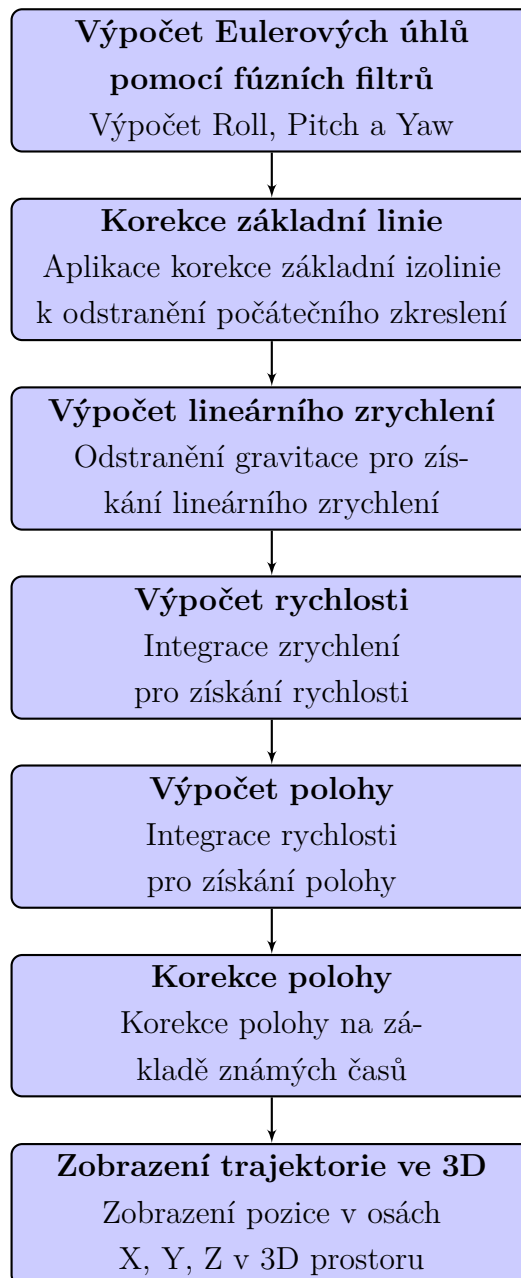 Výpočet Eulerových úhlů
pomocí fúzních filtrů
Výpočet Roll, Pitch a Yaw
Korekce základní linie
Aplikace korekce základní izolinie
k odstranění počátečního zkreslení
Výpočet lineárního zrychlení
Odstranění gravitace pro zís-
kání lineárního zrychlení
Výpočet rychlosti
Integrace zrychlení
pro získání rychlosti
Výpočet polohy
Integrace rychlosti
pro získání polohy
Korekce polohy
Korekce polohy na zá-
kladě známých časů
Zobrazení trajektorie ve 3D
Zobrazení pozice v osách
X, Y, Z v 3D prostoru